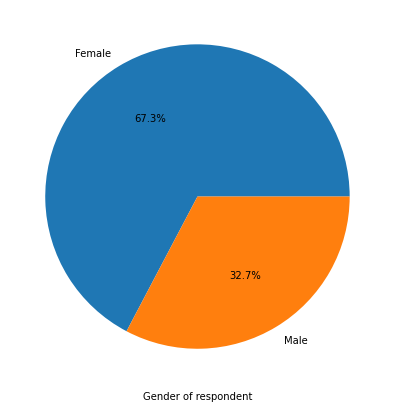 Female
67.3%
32.7%
Male
Gender of respondent